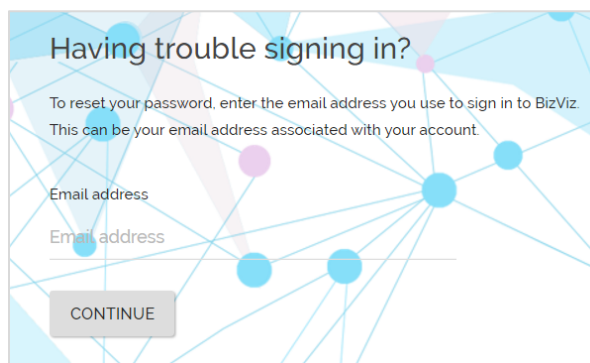 Having trouble signing in?
To reset your password, enter the email address you use to sign in to BizViz.
This can be your email address associated with your account.
Email address
Email address
CONTINUE